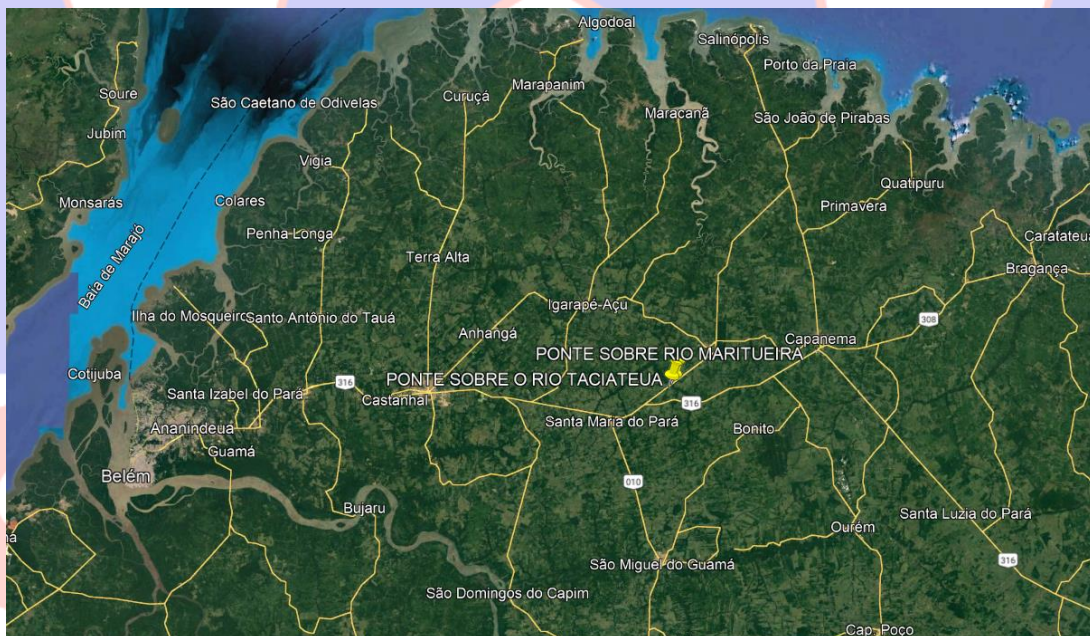 Algodoal
Salinópolis
Soure
Marapanim
Porto da Praia
São Caetano de Odivelas
Curuçá
Maracanã
São João de Pirabas
Jubim
Vigia
Quatipuru
Monsarás
Colares
Primavera
Penha Longa
Caratateua
Baía de Marajó
Terra Alta
Bragança
Igarapé-Açu
Ilha do Mosqueiro
Santo Antônio do Tauá
308
Anhangá
Capanema
PONTE SOBRE RIO MARITUEIRA
Cotijuba
316
PONTE SOBRE O RIO TACIATEUA
Santa Izabel do Pará
Castanhal
316
Ananindeua
Santa Maria do Pará
Bonito
Guamá
Belém
010
Bujaru
Santa Luzia do Pará
Ourém
316
São Miguel do Guamá
São Domingos do Capim
Cap. Poço